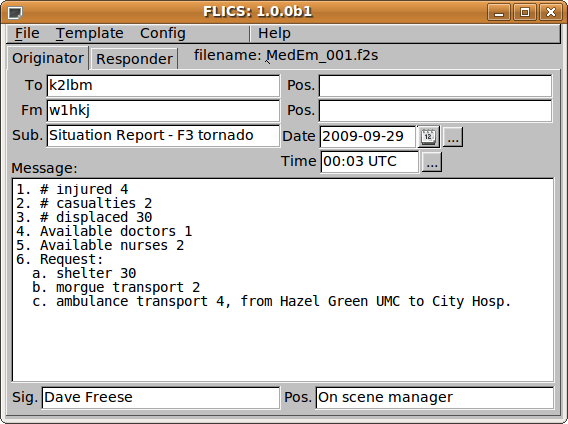 FLICS: 1.0.0b1
File Template Config Help
Originator Responder filename: MedEm_001.f2s
To k2lbm Pos.
Fm w1hkj Pos.
Sub. Situation Report - F3 tornado Date 2009-09-29 12 ...
Time 00:03 UTC ...
Message:
1. # injured 4
2. # casualties 2
3. # displaced 30
4. Available doctors 1
5. Available nurses 2
6. Request:
a. shelter 30
b. morgue transport 2
c. ambulance transport 4, from Hazel Green UMC to City Hosp.
Sig. Dave Freese Pos. On scene manager